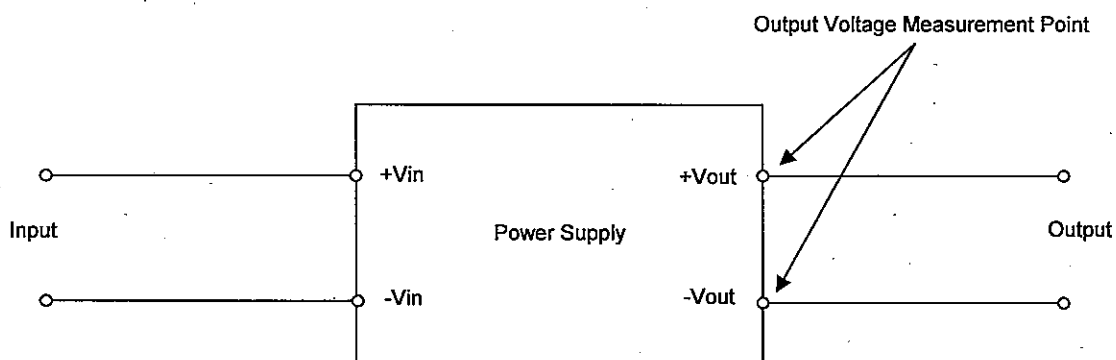 Output Voltage Measurement Point
+Vin
+Vout
Input
Power Supply
Output
-Vin
-Vout